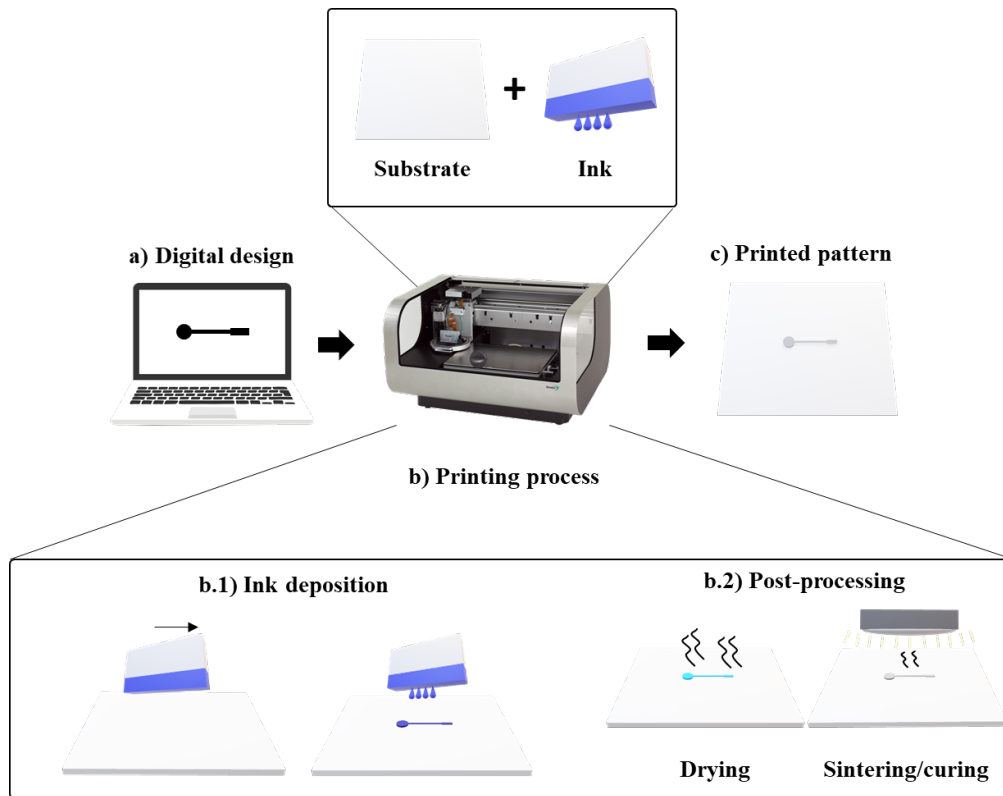 Substrate
+
Ink
a) Digital design
c) Printed pattern
b) Printing process
b.1) Ink deposition
b.2) Post-processing
Drying
Sintering/curing